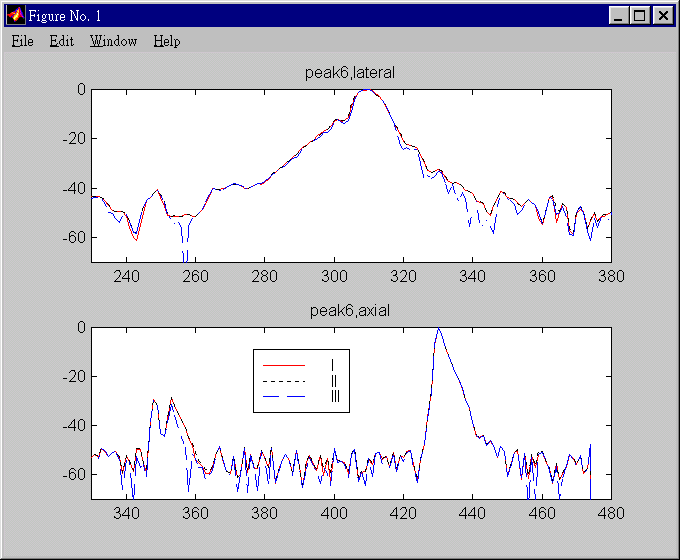 Figure No. 1
File Edit Window Help
peak6,lateral
0
-20
-40
-60
240 260 280 300 320 340 360 380
peak6,axial
0
-20
-40
-60
I
II
III
340 360 380 400 420 440 460 480